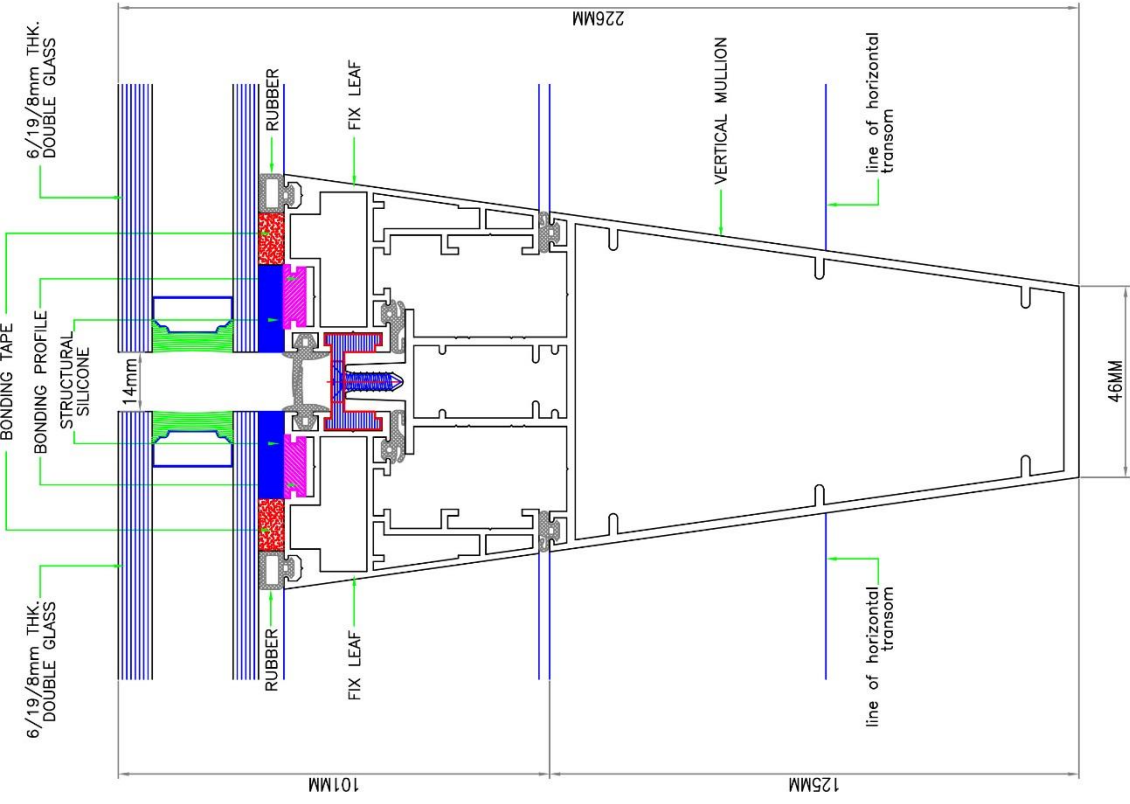 226MM
6/19/8mm THK.
DOUBLE GLASS
RUBBER
FIX LEAF
VERTICAL MULLION
line of horizontal
transom
BONDING TAPE
BONDING PROFILE
STRUCTURAL
SILICONE
14mm
46MM
6/19/8mm THK.
DOUBLE GLASS
RUBBER
FIX LEAF
line of horizontal
transom
101MM
125MM